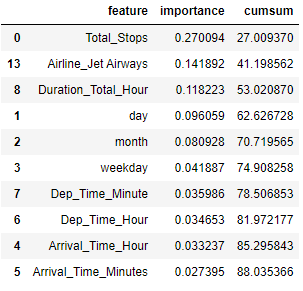 feature importance cumsum
0 Total_Stops 0.270094 27.009370
13 Airline_Jet Airways 0.141892 41.198562
8 Duration_Total_Hour 0.118223 53.020870
1 day 0.096059 62.626728
2 month 0.080928 70.719565
3 weekday 0.041887 74.908258
7 Dep_Time_Minute 0.035986 78.506853
6 Dep_Time_Hour 0.034653 81.972177
4 Arrival_Time_Hour 0.033237 85.295843
5 Arrival_Time_Minutes 0.027395 88.035366